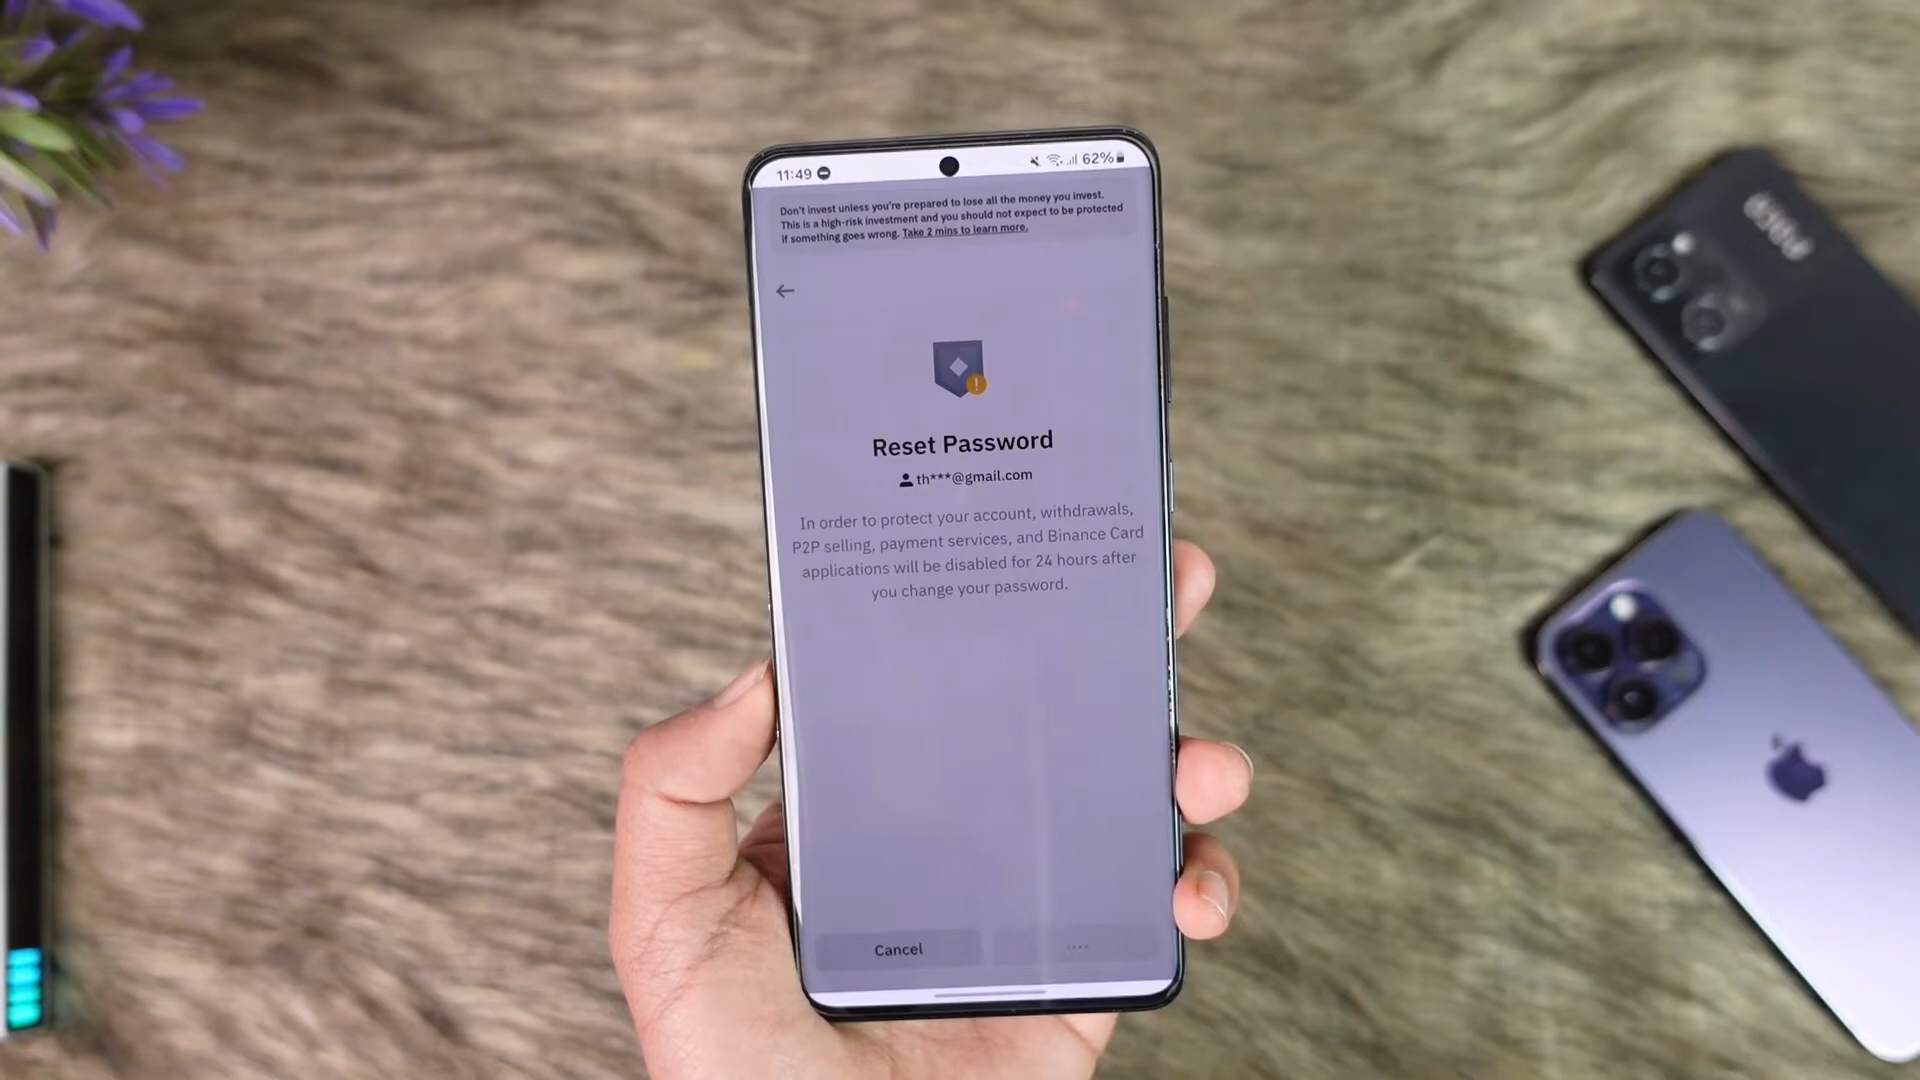 11:49
62%
Don't invest unless you're prepared to lose all the money you invest.
This is a high-risk investment and you should not expect to be protected
if something goes wrong. Take 2 mins to learn more.
Reset Password
th***@gmail.com
In order to protect your account, withdrawals,
P2P selling, payment services, and Binance Card
applications will be disabled for 24 hours after
you change your password.
Cancel
POCO